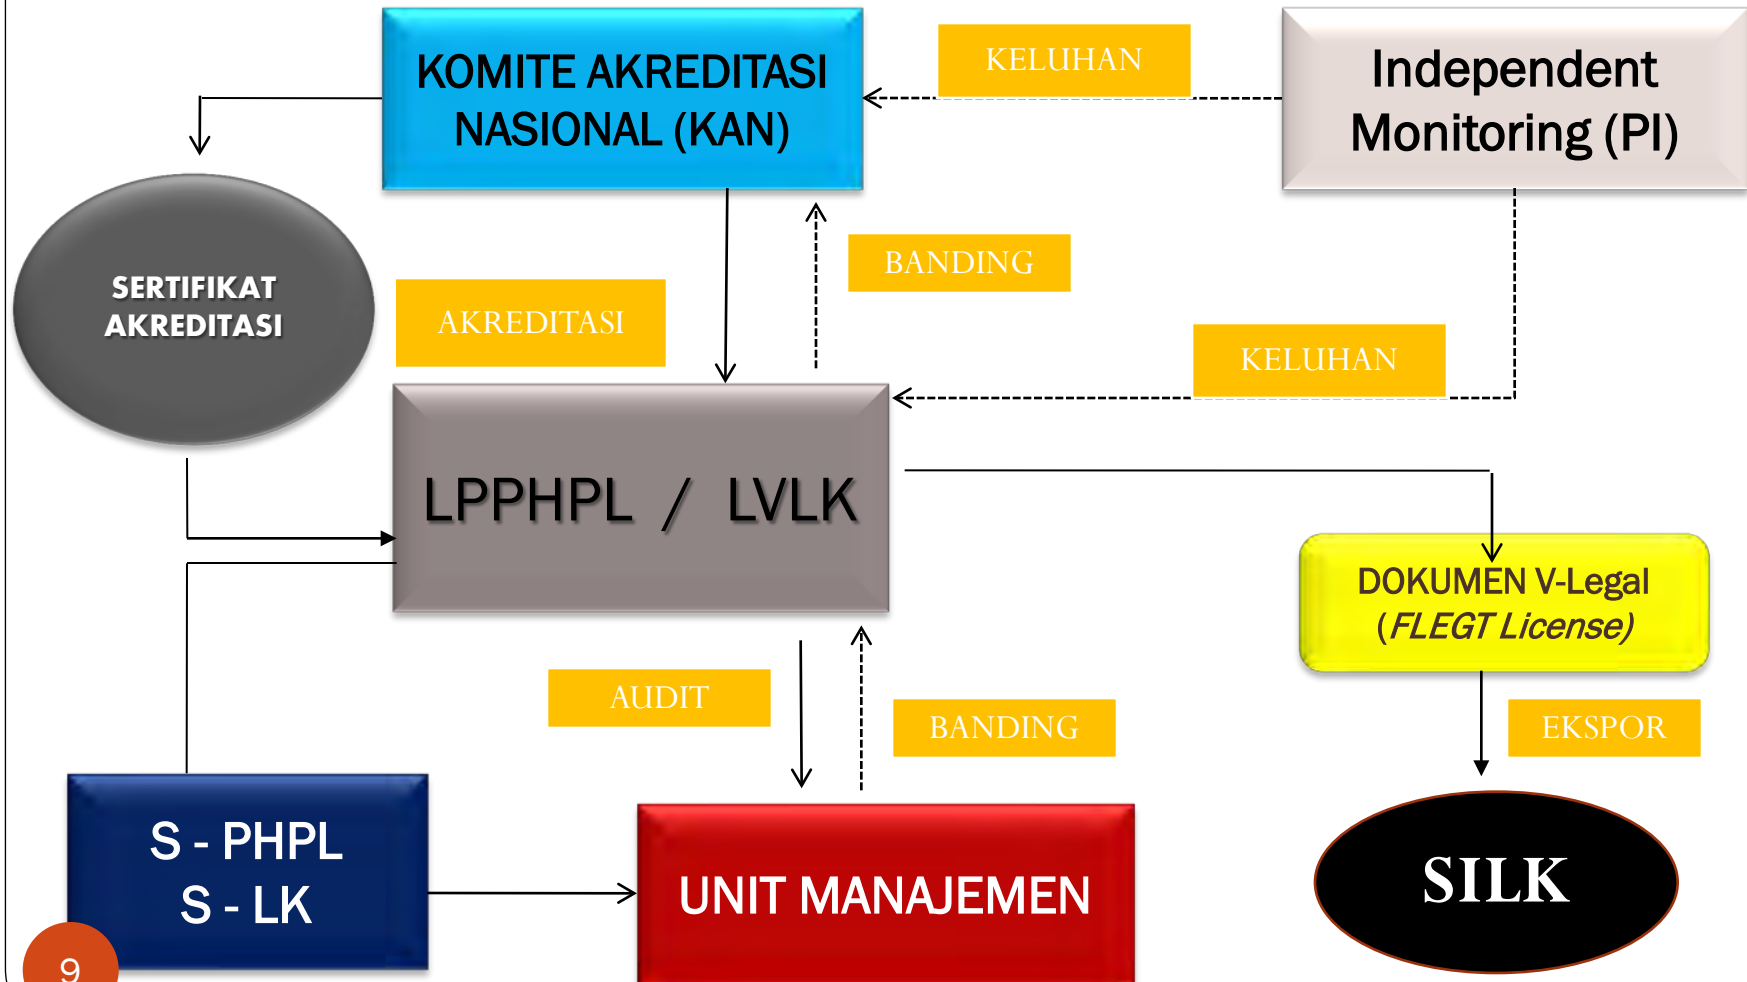 KOMITE AKREDITASI
NASIONAL (KAN)
KELUHAN
Independent
Monitoring (PI)
SERTIFIKAT
AKREDITASI
AKREDITASI
BANDING
KELUHAN
LPPHPL / LVLK
DOKUMEN V-Legal
(FLEGT License)
AUDIT
BANDING
EKSPOR
S - PHPL
S - LK
UNIT MANAJEMEN
SILK
9